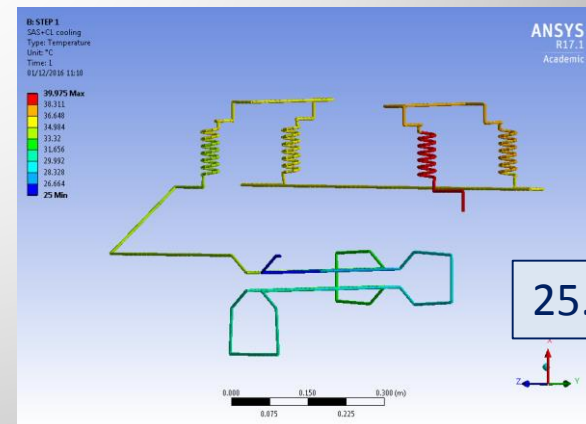 B: STEP 1
SAS+CL cooling
Type: Temperature
Unit: °C
Time: 1
01/12/2016 11:10
39.975 Max
38.311
36.648
34.984
33.32
31.656
29.992
28.328
26.664
25 Min
ANSYS
R17.1
Academic
25.
X
Z
Y
0.000
0.150
0.300 (m)
0.075
0.225